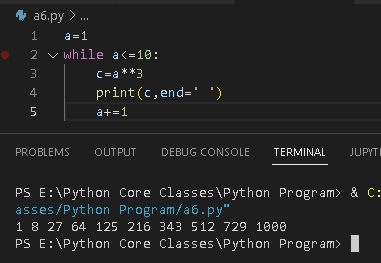 a6.py > ...
1 a=1
2 while a<=10:
3 c=a**3
4 print(c,end=' ')
5 a+=1
PROBLEMS OUTPUT DEBUG CONSOLE TERMINAL JUPYT
PS E:\Python Core Classes\Python Program> & C:
asses/Python Program/a6.py"
1 8 27 64 125 216 343 512 729 1000
PS E:\Python Core Classes\Python Program>